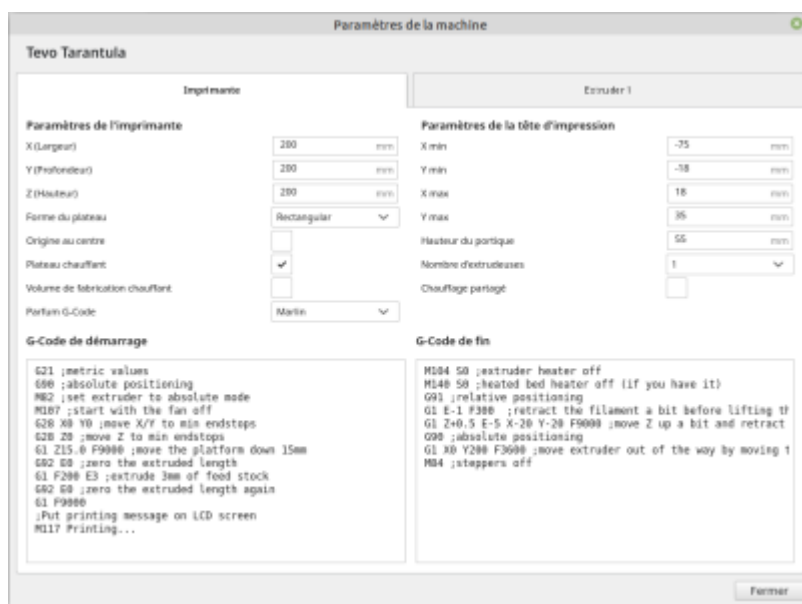 Paramètres de la machine
Tevo Tarantula
Imprimante
Extruder 1
Paramètres de l'imprimante
X (Largeur) 200 mm
Y (Profondeur) 200 mm
Z (Hauteur) 200 mm
Forme du plateau Rectangular
Origine au centre
Plateau chauffant
Volume de fabrication chauffant
Parfum G-Code Marlin
Paramètres de la tête d'impression
X min -75 mm
Y min -18 mm
X max 18 mm
Y max 35 mm
Hauteur du portique 55 mm
Nombre d'extrudeuses 1
Chauffage partagé
G-Code de démarrage
G21 ;metric values
G90 ;absolute positioning
M82 ;set extruder to absolute mode
M107 ;start with the fan off
G28 X0 Y0 ;move X/Y to min endstops
G28 Z0 ;move Z to min endstops
G1 Z15.0 F9000 ;move the platform down 15mm
G92 E0 ;zero the extruded length
G1 F200 E3 ;extrude 3mm of feed stock
G92 E0 ;zero the extruded length again
G1 F9000
;Put printing message on LCD screen
M117 Printing...
G-Code de fin
M104 S0 ;extruder heater off
M140 S0 ;heated bed heater off (if you have it)
G91 ;relative positioning
G1 E-1 F300 ;retract the filament a bit before lifting th
G1 Z+0.5 E-5 X-20 Y-20 F9000 ;move Z up a bit and retract
G90 ;absolute positioning
G1 X0 Y200 F3600 ;move extruder out of the way by moving t
M84 ;steppers off
Fermer